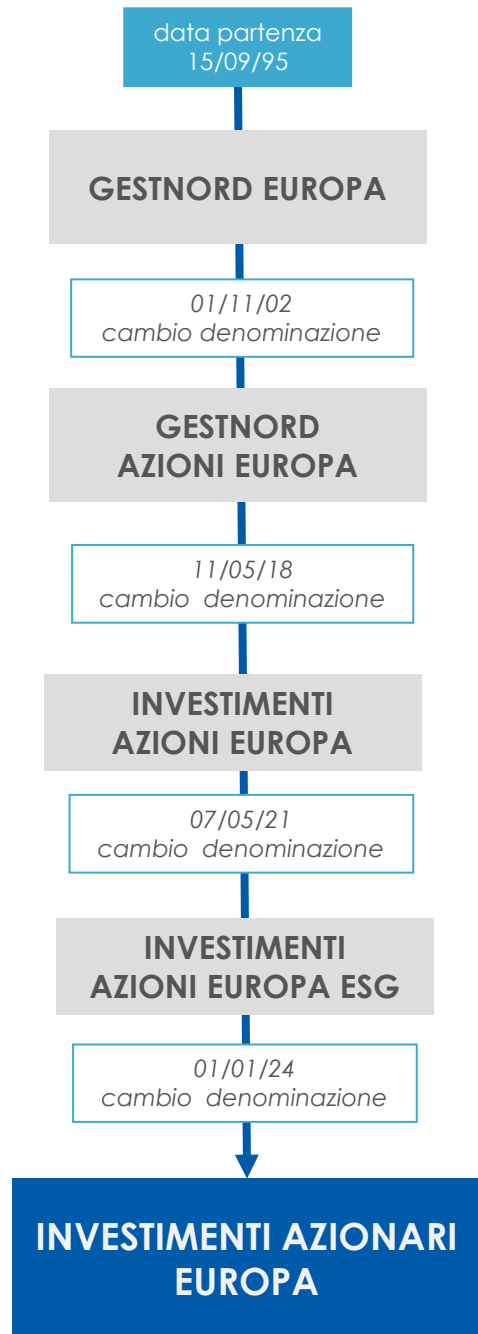 data partenza
15/09/95
GESTNORD EUROPA
01/11/02
cambio denominazione
GESTNORD
AZIONI EUROPA
11/05/18
cambio denominazione
INVESTIMENTI
AZIONI EUROPA
07/05/21
cambio denominazione
INVESTIMENTI
AZIONI EUROPA ESG
01/01/24
cambio denominazione
INVESTIMENTI AZIONARI
EUROPA